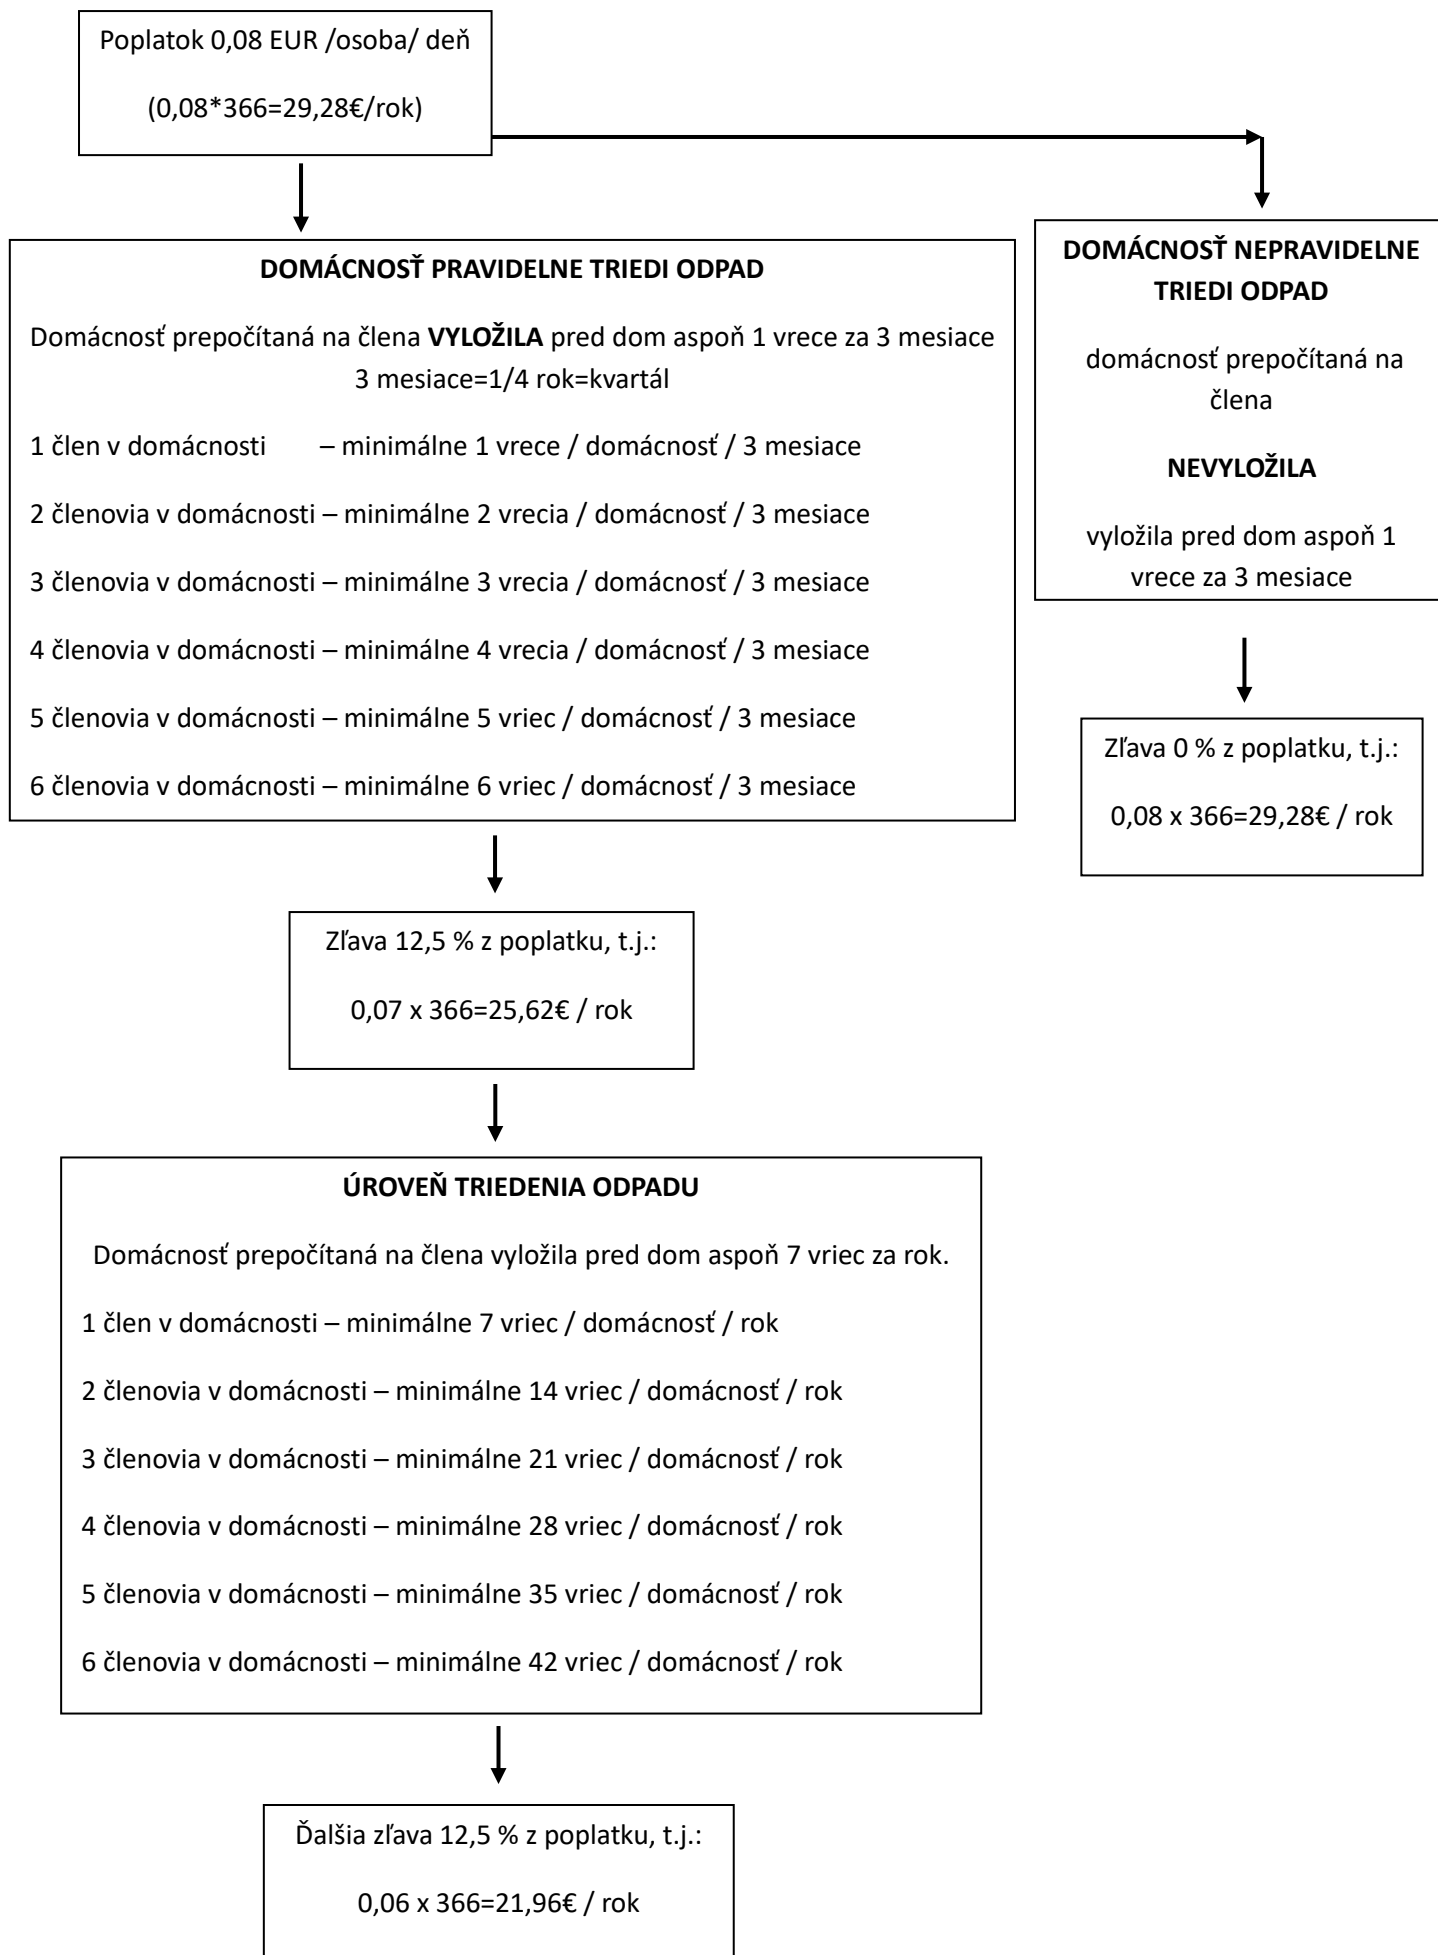 Poplatok 0,08 EUR /osoba/ deň
(0,08*366=29,28€/rok)
DOMÁCNOSŤ PRAVIDELNE TRIEDI ODPAD
Domácnosť prepočítaná na člena VYLOŽILA pred dom aspoň 1 vrece za 3 mesiace
3 mesiace=1/4 rok=kvartál
1 člen v domácnosti – minimálne 1 vrece / domácnosť / 3 mesiace
2 členovia v domácnosti – minimálne 2 vrecia / domácnosť / 3 mesiace
3 členovia v domácnosti – minimálne 3 vrecia / domácnosť / 3 mesiace
4 členovia v domácnosti – minimálne 4 vrecia / domácnosť / 3 mesiace
5 členovia v domácnosti – minimálne 5 vriec / domácnosť / 3 mesiace
6 členovia v domácnosti – minimálne 6 vriec / domácnosť / 3 mesiace
DOMÁCNOSŤ NEPRAVIDELNE
TRIEDI ODPAD
domácnosť prepočítaná na
člena
NEVYLOŽILA
vyložila pred dom aspoň 1
vrece za 3 mesiace
Zľava 0 % z poplatku, t.j.:
0,08 x 366=29,28€ / rok
Zľava 12,5 % z poplatku, t.j.:
0,07 x 366=25,62€ / rok
ÚROVEŇ TRIEDENIA ODPADU
Domácnosť prepočítaná na člena vyložila pred dom aspoň 7 vriec za rok.
1 člen v domácnosti – minimálne 7 vriec / domácnosť / rok
2 členovia v domácnosti – minimálne 14 vriec / domácnosť / rok
3 členovia v domácnosti – minimálne 21 vriec / domácnosť / rok
4 členovia v domácnosti – minimálne 28 vriec / domácnosť / rok
5 členovia v domácnosti – minimálne 35 vriec / domácnosť / rok
6 členovia v domácnosti – minimálne 42 vriec / domácnosť / rok
Ďalšia zľava 12,5 % z poplatku, t.j.:
0,06 x 366=21,96€ / rok